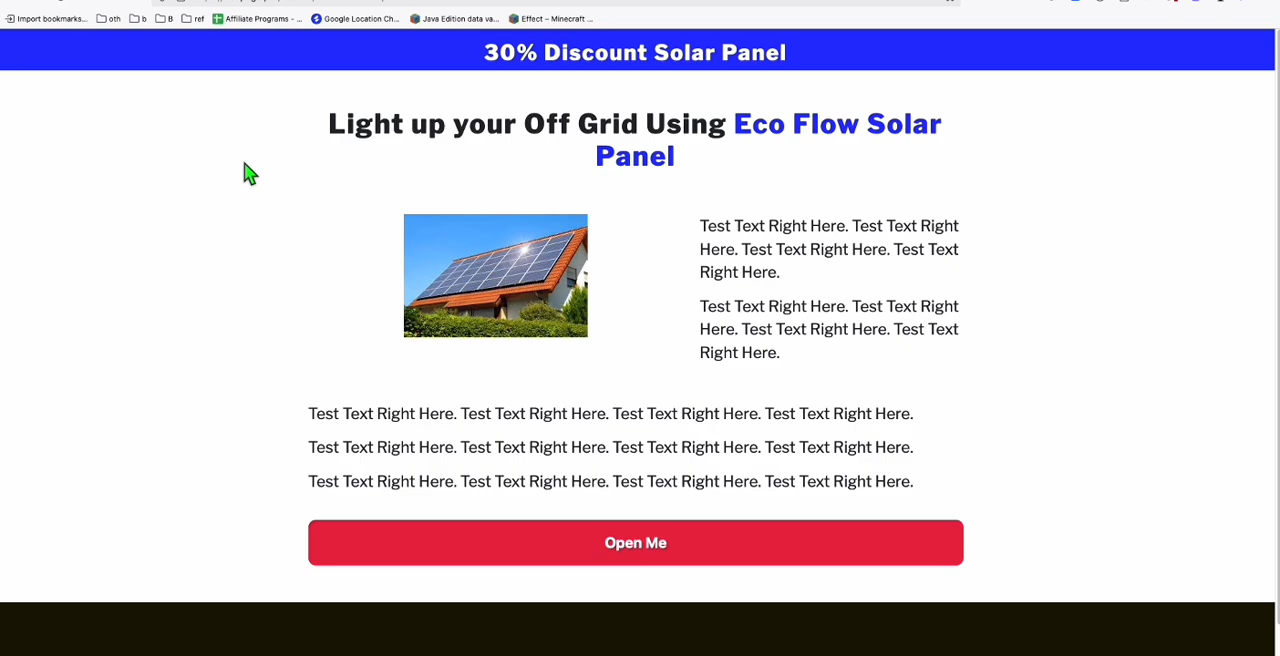 Import bookmarks... oth b B ref Affiliate Programs - ... Google Location Ch... Java Edition data va... Effect – Minecraft ...
30% Discount Solar Panel
Light up your Off Grid Using Eco Flow Solar
Panel
Test Text Right Here. Test Text Right
Here. Test Text Right Here. Test Text
Right Here.
Test Text Right Here. Test Text Right
Here. Test Text Right Here. Test Text
Right Here.
Test Text Right Here. Test Text Right Here. Test Text Right Here. Test Text Right Here.
Test Text Right Here. Test Text Right Here. Test Text Right Here. Test Text Right Here.
Test Text Right Here. Test Text Right Here. Test Text Right Here. Test Text Right Here.
Open Me